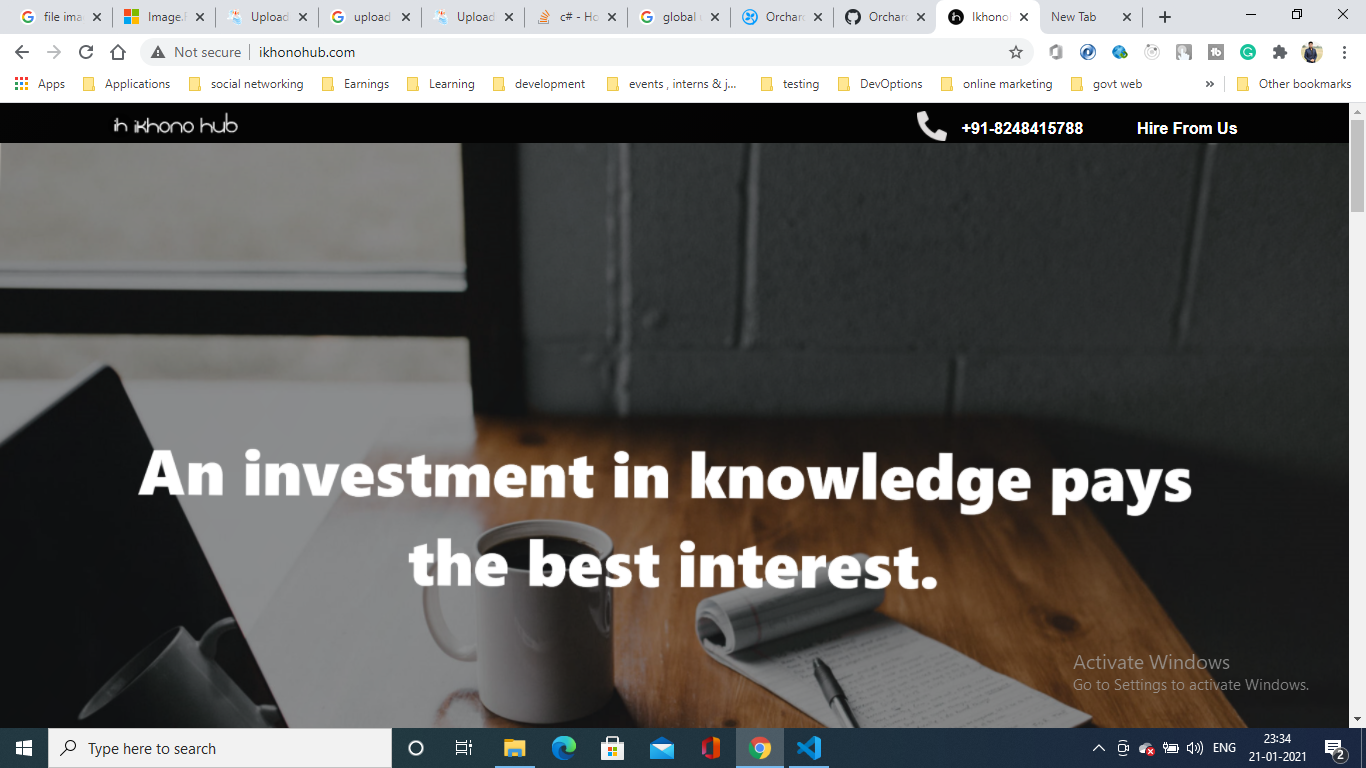 file ima
Image.F
Upload
upload
Upload
c# - Ho
global
Orchard
Orchar
Ikhono
New Tab
Not secure
ikhonohub.com
Apps
Applications
social networking
Earnings
Learning
development
events , interns & j...
testing
DevOptions
online marketing
govt web
»
Other bookmarks
ih ikhono hub
+91-8248415788
Hire From Us
An investment in knowledge pays
the best interest.
Activate Windows
Go to Settings to activate Windows.
Type here to search
ENG
23:34
21-01-2021
2